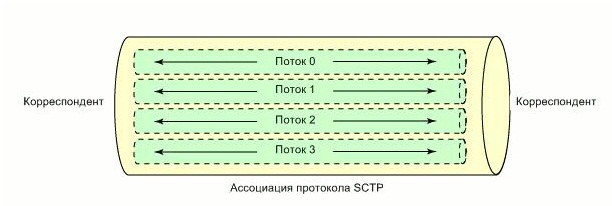 Поток 0
Поток 1
Корреспондент
Корреспондент
Поток 2
Поток 3
Ассоциация протокола SCTP